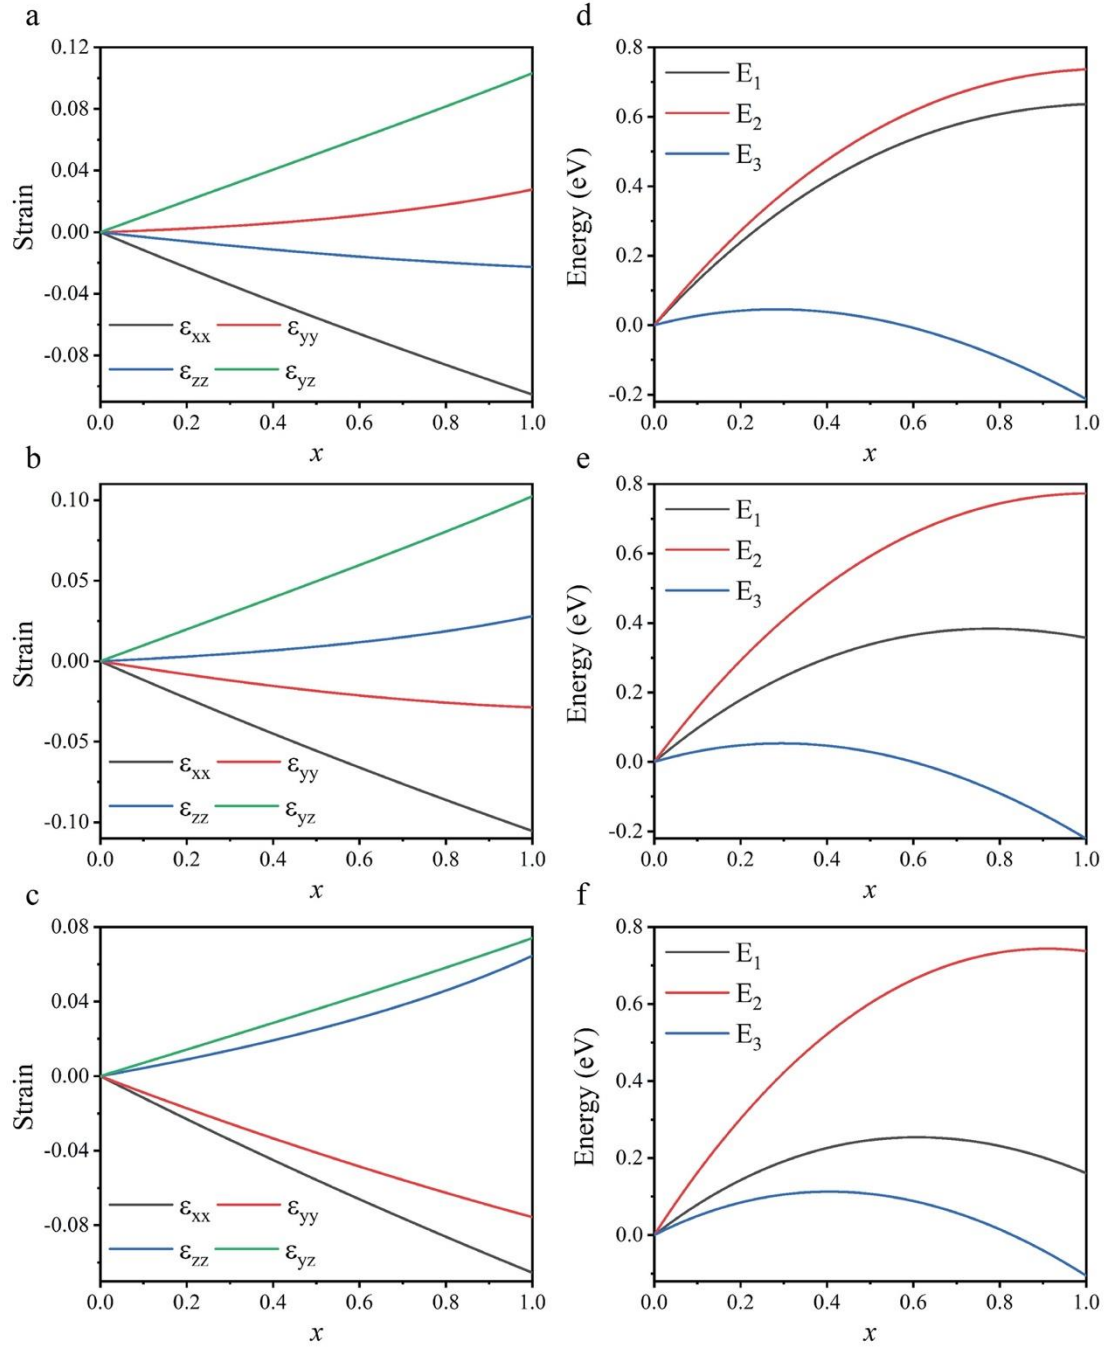 a
0.12
0.08
0.04
0.00
-0.04
-0.08
Strain
εxx
εyy
εzz
εyz
0.0 0.2 0.4 0.6 0.8 1.0
x
d
0.8
0.6
0.4
0.2
0.0
-0.2
Energy (eV)
E1
E2
E3
0.0 0.2 0.4 0.6 0.8 1.0
x
b
0.10
0.05
0.00
-0.05
-0.10
Strain
εxx
εyy
εzz
εyz
0.0 0.2 0.4 0.6 0.8 1.0
x
e
0.8
0.6
0.4
0.2
0.0
-0.2
Energy (eV)
E1
E2
E3
0.0 0.2 0.4 0.6 0.8 1.0
x
c
0.08
0.04
0.00
-0.04
-0.08
Strain
εxx
εyy
εzz
εyz
0.0 0.2 0.4 0.6 0.8 1.0
x
f
0.8
0.6
0.4
0.2
0.0
Energy (eV)
E1
E2
E3
0.0 0.2 0.4 0.6 0.8 1.0
x